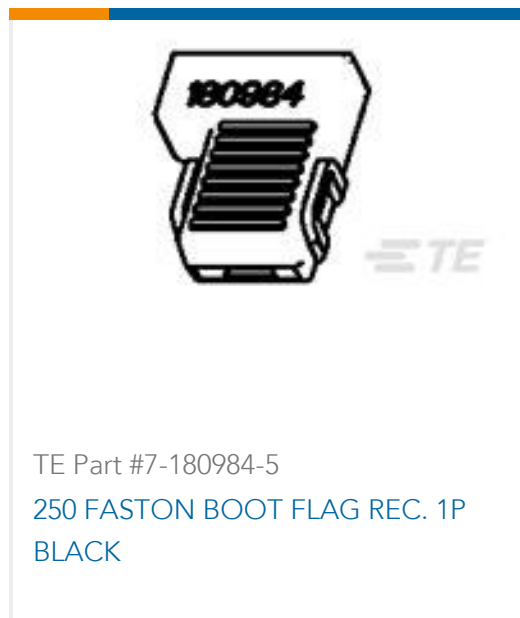 180984
TE
TE Part #7-180984-5
250 FASTON BOOT FLAG REC. 1P
BLACK